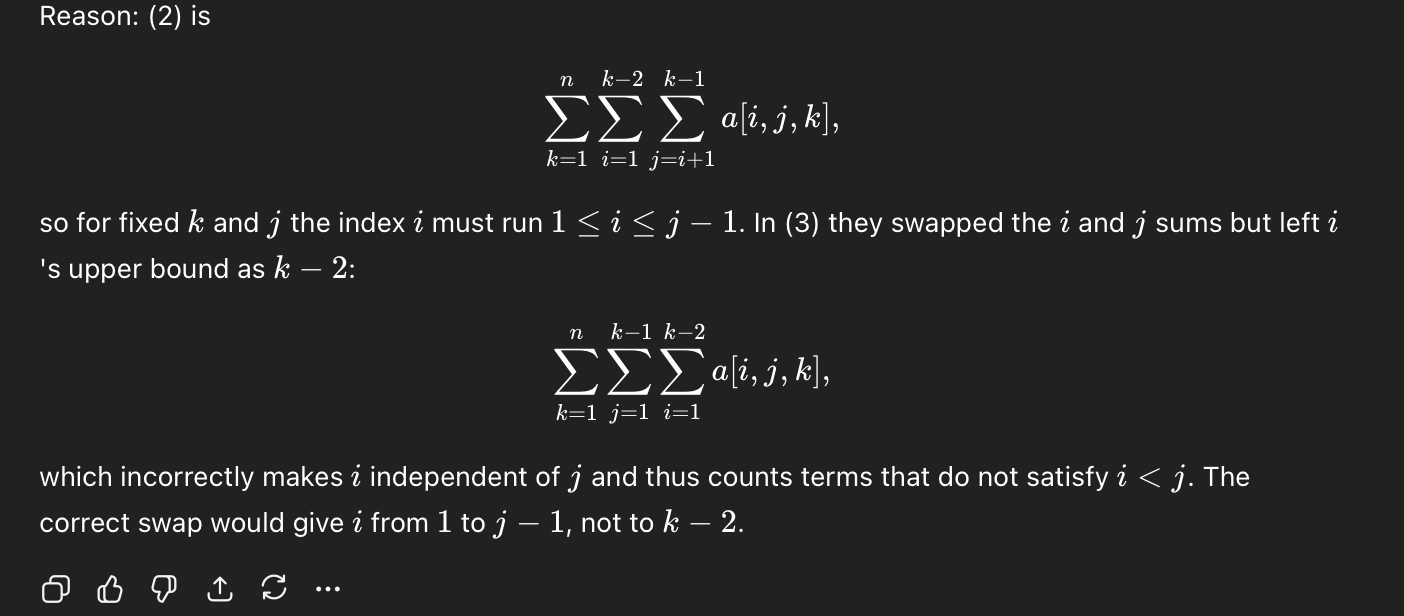 Reason: (2) is
n k−2 k−1
∑ ∑ ∑ a[i, j, k],
k=1 i=1 j=i+1
so for fixed k and j the index i must run 1 ≤ i ≤ j − 1. In (3) they swapped the i and j sums but left i
's upper bound as k − 2:
n k−1 k−2
∑ ∑ ∑ a[i, j, k],
k=1 j=1 i=1
which incorrectly makes i independent of j and thus counts terms that do not satisfy i < j. The
correct swap would give i from 1 to j − 1, not to k − 2.